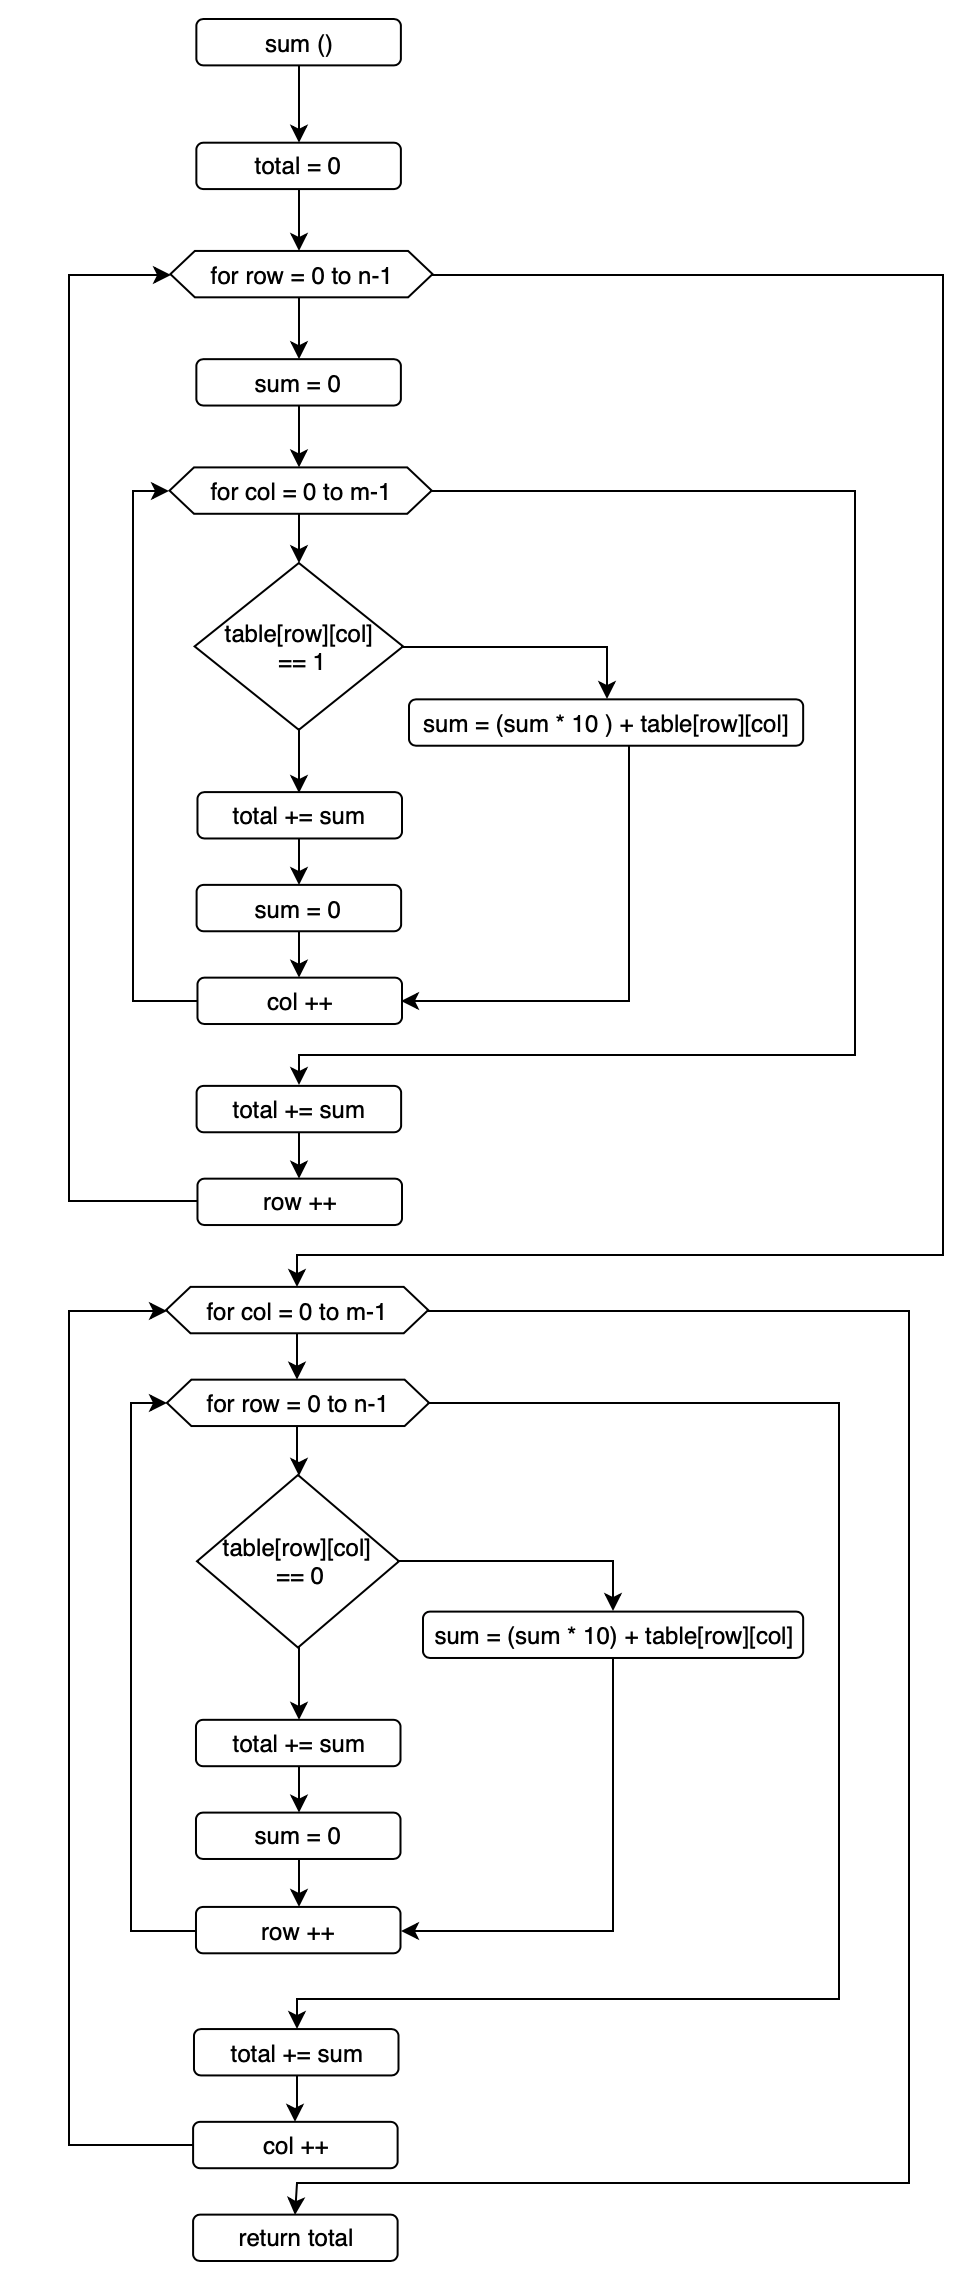 sum ()
total = 0
for row = 0 to n-1
sum = 0
for col = 0 to m-1
table[row][col]
== 1
sum = (sum * 10 ) + table[row][col]
total += sum
sum = 0
col ++
total += sum
row ++
for col = 0 to m-1
for row = 0 to n-1
table[row][col]
== 0
sum = (sum * 10) + table[row][col]
total += sum
sum = 0
row ++
total += sum
col ++
return total